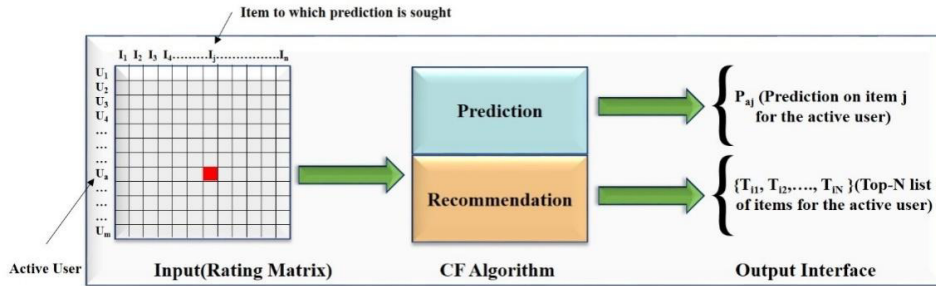 Item to which prediction is sought
I1 I2 I3 I4..........Ij................In
U1
U2
U3
U4
...
...
...
Ua
...
...
...
Um
Active User
Input(Rating Matrix)
Prediction
Recommendation
CF Algorithm
Paj (Prediction on item j
for the active user)
{Ti1, Ti2,...., TiN }(Top-N list
of items for the active user)
Output Interface